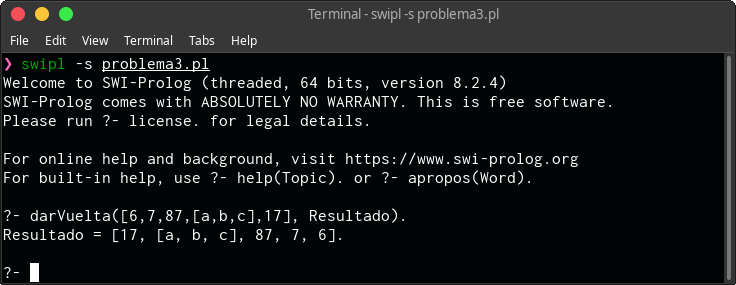 Terminal - swipl -s problema3.pl
File Edit View Terminal Tabs Help
❯ swipl -s problema3.pl
Welcome to SWI-Prolog (threaded, 64 bits, version 8.2.4)
SWI-Prolog comes with ABSOLUTELY NO WARRANTY. This is free software.
Please run ?- license. for legal details.
For online help and background, visit https://www.swi-prolog.org
For built-in help, use ?- help(Topic). or ?- apropos(Word).
?- darVuelta([6,7,87,[a,b,c],17], Resultado).
Resultado = [17, [a, b, c], 87, 7, 6].
?-